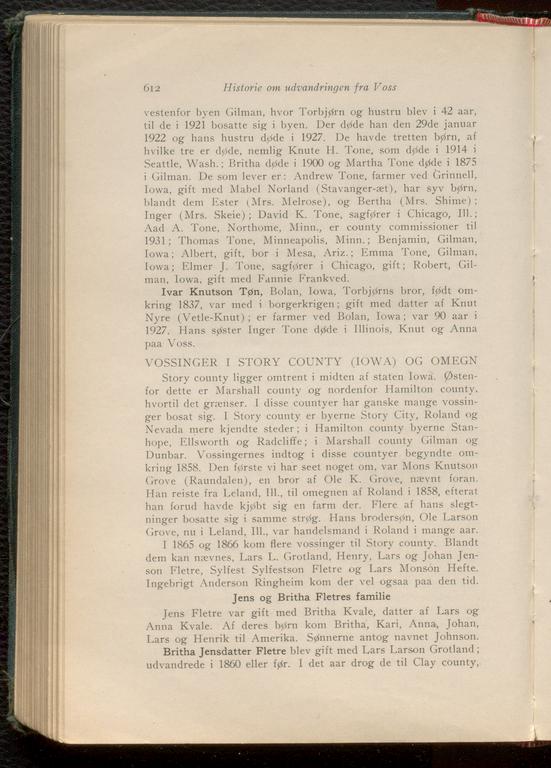 612 Historie om udvandringen fra Voss
vestenfor byen Gilman, hvor Torbjørn og hustru blev i 42 aar,
til de i 1921 bosatte sig i byen. Der døde han den 29de januar
1922 og hans hustru døde i 1927. De havde tretten børn, af
hvilke tre er døde, nemlig Knute H. Tone, som døde i 1914 i
Seattle, Wash.; Britha døde i 1900 og Martha Tone døde i 1875
i Gilman. De som lever er: Andrew Tone, farmer ved Grinnell,
Iowa, gift med Mabel Norland (Stavanger-æt), har syv børn,
blandt dem Ester (Mrs. Melrose), og Bertha (Mrs. Shime);
Inger (Mrs. Skeie); David K. Tone, sagfører i Chicago, Ill.;
Aad A. Tone, Northome, Minn., er county commissioner til
1931; Thomas Tone, Minneapolis, Minn.; Benjamin, Gilman,
Iowa; Albert, gift, bor i Mesa, Ariz.; Emma Tone, Gilman,
Iowa; Elmer J. Tone, sagfører i Chicago, gift; Robert, Gil-
man, Iowa, gift med Fannie Frankved.
Ivar Knutson Tøn, Bolan, Iowa, Torbjørns bror, født om-
kring 1837, var med i borgerkrigen; gift med datter af Knut
Nyre (Vetle-Knut); er farmer ved Bolan, Iowa; var 90 aar i
1927. Hans søster Inger Tone døde i Illinois, Knut og Anna
paa Voss.
VOSSINGER I STORY COUNTY (IOWA) OG OMEGN
Story county ligger omtrent i midten af staten Iowa. Østen-
for dette er Marshall county og nordenfor Hamilton county,
hvortil det grænser. I disse countyer har ganske mange vossin-
ger bosat sig. I Story county er byerne Story City, Roland og
Nevada mere kjendte steder; i Hamilton county byerne Stan-
hope, Ellsworth og Radcliffe; i Marshall county Gilman og
Dunbar. Vossingernes indtog i disse countyer begyndte om-
kring 1858. Den første vi har seet noget om, var Mons Knutson
Grove (Raundalen), en bror af Ole K. Grove, nævnt foran.
Han reiste fra Leland, Ill., til omegnen af Roland i 1858, efterat
han forud havde kjøbt sig en farm der. Flere af hans slegt-
ninger bosatte sig i samme strøg. Hans brodersøn, Ole Larson
Grove, nu i Leland, Ill., var handelsmand i Roland i mange aar.
I 1865 og 1866 kom flere vossinger til Story county. Blandt
dem kan nævnes, Lars L. Grotland, Henry, Lars og Johan Jen-
son Fletre, Sylfest Sylfestson Fletre og Lars Monson Hefte.
Ingebrigt Anderson Ringheim kom der vel ogsaa paa den tid.
Jens og Britha Fletres familie
Jens Fletre var gift med Britha Kvale, datter af Lars og
Anna Kvale. Af deres børn kom Britha, Kari, Anna, Johan,
Lars og Henrik til Amerika. Sønnerne antog navnet Johnson.
Britha Jensdatter Fletre blev gift med Lars Larson Grotland;
udvandrede i 1860 eller før. I det aar drog de til Clay county,